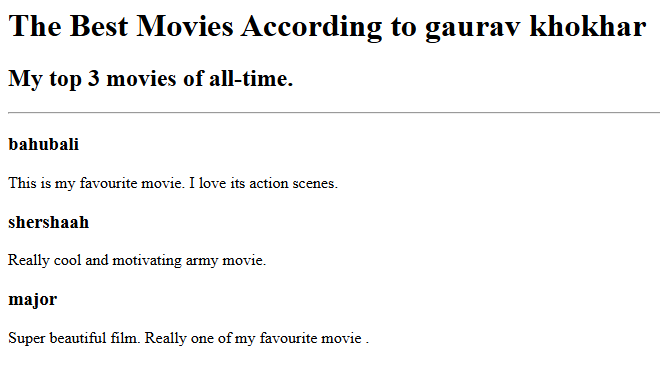 The Best Movies According to gaurav khokhar
My top 3 movies of all-time.
bahubali
This is my favourite movie. I love its action scenes.
shershaah
Really cool and motivating army movie.
major
Super beautiful film. Really one of my favourite movie .